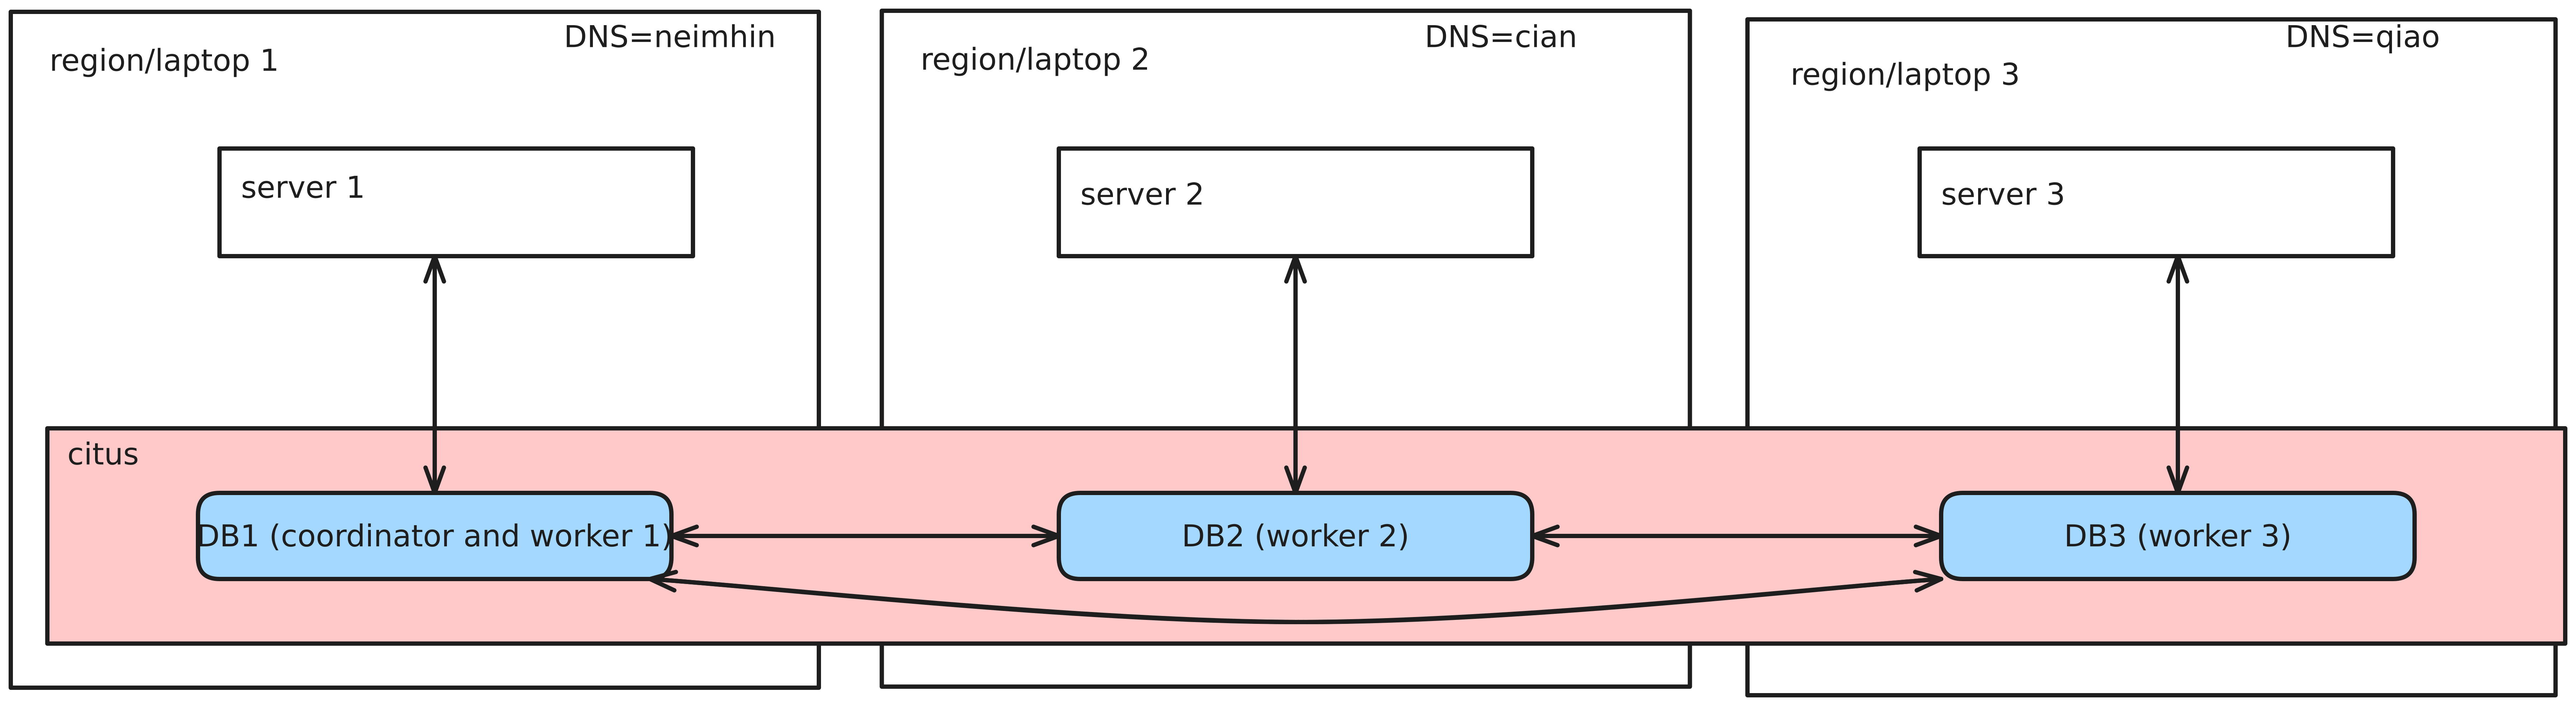 DNS=neimhin
region/laptop 1
server 1
DNS=cian
region/laptop 2
server 2
DNS=qiao
region/laptop 3
server 3
citus
DB1 (coordinator and worker 1)
DB2 (worker 2)
DB3 (worker 3)